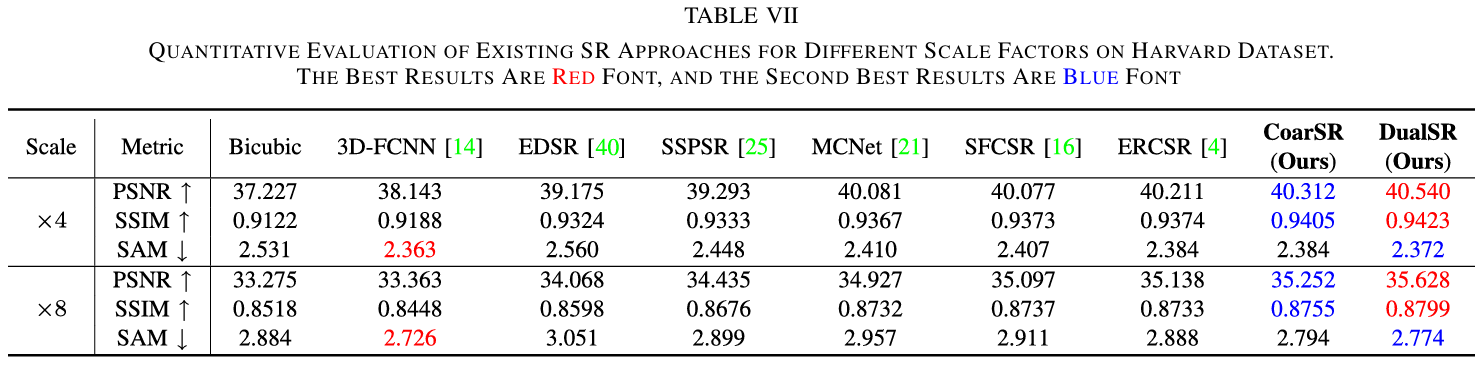 TABLE VII
QUANTITATIVE EVALUATION OF EXISTING SR APPROACHES FOR DIFFERENT SCALE FACTORS ON HARVARD DATASET.
THE BEST RESULTS ARE RED FONT, AND THE SECOND BEST RESULTS ARE BLUE FONT
Scale Metric Bicubic 3D-FCNN [14] EDSR [40] SSPSR [25] MCNet [21] SFCSR [16] ERCSR [4] CoarSR (Ours) DualSR (Ours)
×4 PSNR ↑ 37.227 38.143 39.175 39.293 40.081 40.077 40.211 40.312 40.540
SSIM ↑ 0.9122 0.9188 0.9324 0.9333 0.9367 0.9373 0.9374 0.9405 0.9423
SAM ↓ 2.531 2.363 2.560 2.448 2.410 2.407 2.384 2.384 2.372
×8 PSNR ↑ 33.275 33.363 34.068 34.435 34.927 35.097 35.138 35.252 35.628
SSIM ↑ 0.8518 0.8448 0.8598 0.8676 0.8732 0.8737 0.8733 0.8755 0.8799
SAM ↓ 2.884 2.726 3.051 2.899 2.957 2.911 2.888 2.794 2.774